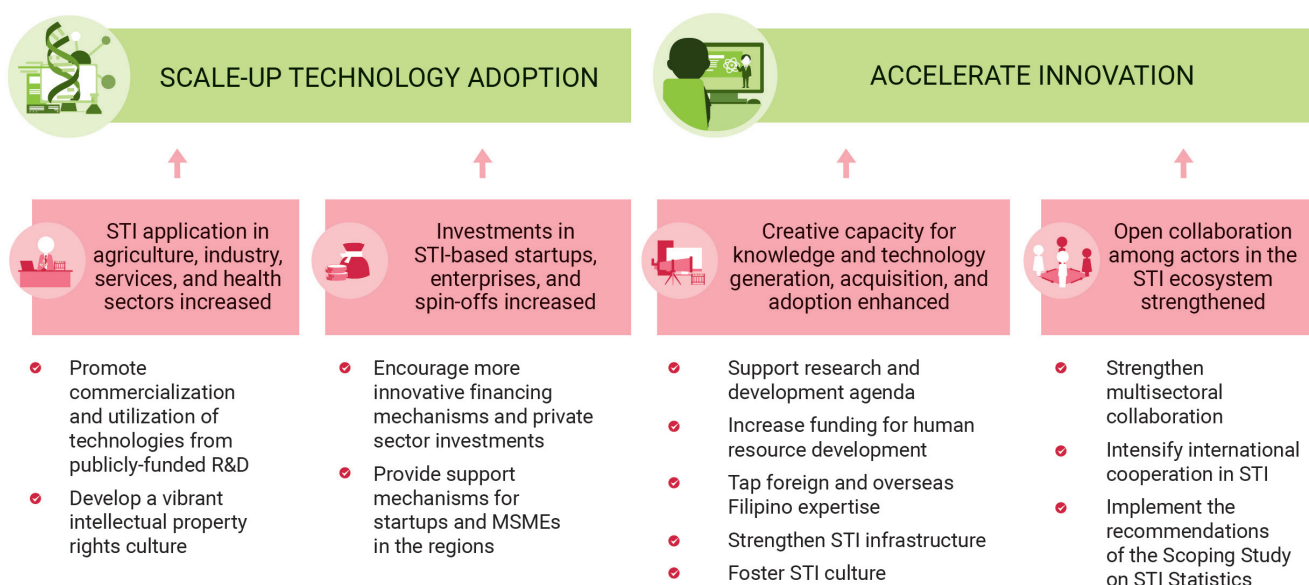 SCALE-UP TECHNOLOGY ADOPTION
ACCELERATE INNOVATION
STI application in
agriculture, industry,
services, and health
sectors increased
Investments in
STI-based startups,
enterprises, and
spin-offs increased
Creative capacity for
knowledge and technology
generation, acquisition, and
adoption enhanced
Open collaboration
among actors in the
STI ecosystem
strengthened
Promote
commercialization
and utilization of
technologies from
publicly-funded R&D
Develop a vibrant
intellectual property
rights culture
Encourage more
innovative financing
mechanisms and private
sector investments
Provide support
mechanisms for
startups and MSMEs
in the regions
Support research and
development agenda
Increase funding for human
resource development
Tap foreign and overseas
Filipino expertise
Strengthen STI infrastructure
Foster STI culture
Strengthen
multisectoral
collaboration
Intensify international
cooperation in STI
Implement the
recommendations
of the Scoping Study
on STI Statistics